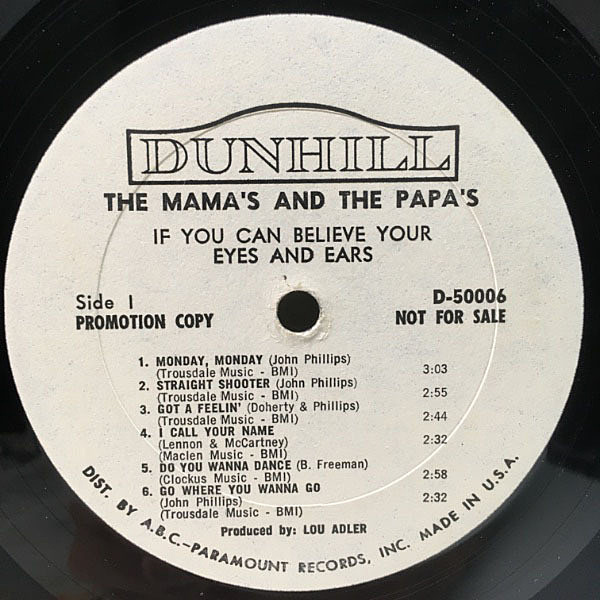 DUNHILL
THE MAMA'S AND THE PAPA'S
IF YOU CAN BELIEVE YOUR
EYES AND EARS
Side 1 D-50006
PROMOTION COPY NOT FOR SALE
1. MONDAY, MONDAY (John Phillips)
(Trousdale Music - BMI) 3:03
2. STRAIGHT SHOOTER (John Phillips)
(Trousdale Music - BMI) 2:55
3. GOT A FEELIN' (Doherty & Phillips)
(Trousdale Music - BMI) 2:44
4. I CALL YOUR NAME
(Lennon & McCartney) 2:32
(Maclen Music - BMI)
5. DO YOU WANNA DANCE (B. Freeman)
(Clockus Music - BMI) 2:58
6. GO WHERE YOU WANNA GO
(John Phillips) 2:32
(Trousdale Music - BMI)
Produced by: LOU ADLER
DIST. BY A.B.C.-PARAMOUNT RECORDS, INC. MADE IN U.S.A.